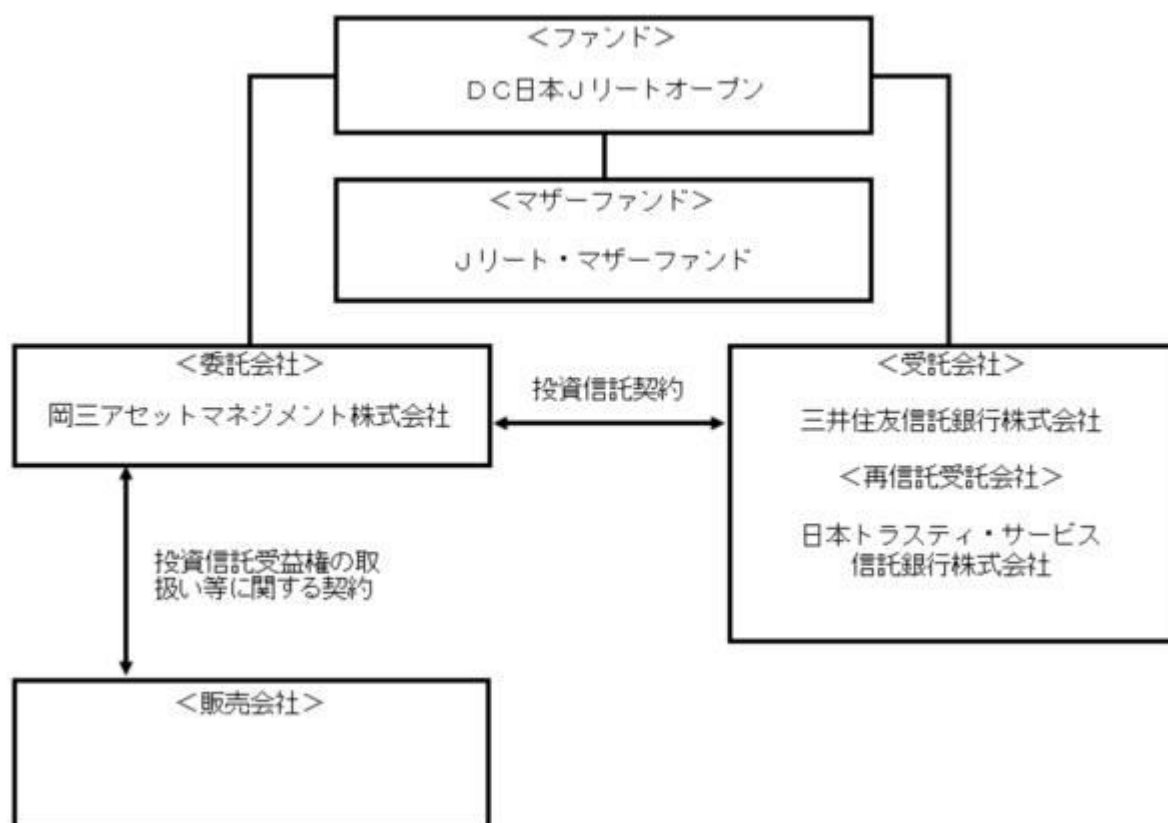 ＜ファンド＞
ＤＣ日本Ｊリートオープン
＜マザーファンド＞
Ｊリート・マザーファンド
＜委託会社＞
岡三アセットマネジメント株式会社
投資信託契約
＜受託会社＞
三井住友信託銀行株式会社
＜再信託受託会社＞
日本トラスティ・サービス
信託銀行株式会社
投資信託受益権の取
扱い等に関する契約
＜販売会社＞